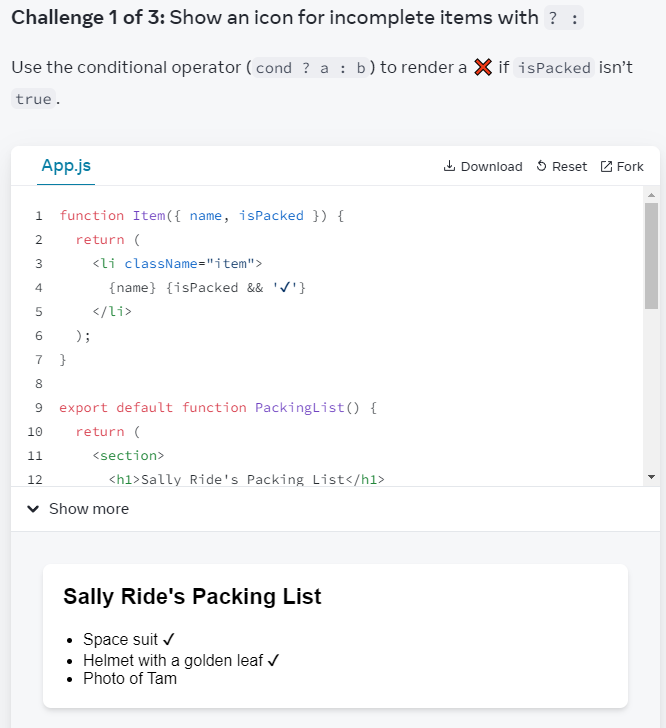 Challenge 1 of 3: Show an icon for incomplete items with ? :
Use the conditional operator (cond ? a : b) to render a ❌ if isPacked isn’t
true.
App.js
Download Reset Fork
1 function Item({ name, isPacked }) {
2 return (
3 <li className="item">
4 {name} {isPacked && '✓'}
5 </li>
6 );
7 }
8
9 export default function PackingList() {
10 return (
11 <section>
12 <h1>Sally Ride's Packing List</h1>
Show more
Sally Ride's Packing List
• Space suit ✓
• Helmet with a golden leaf ✓
• Photo of Tam